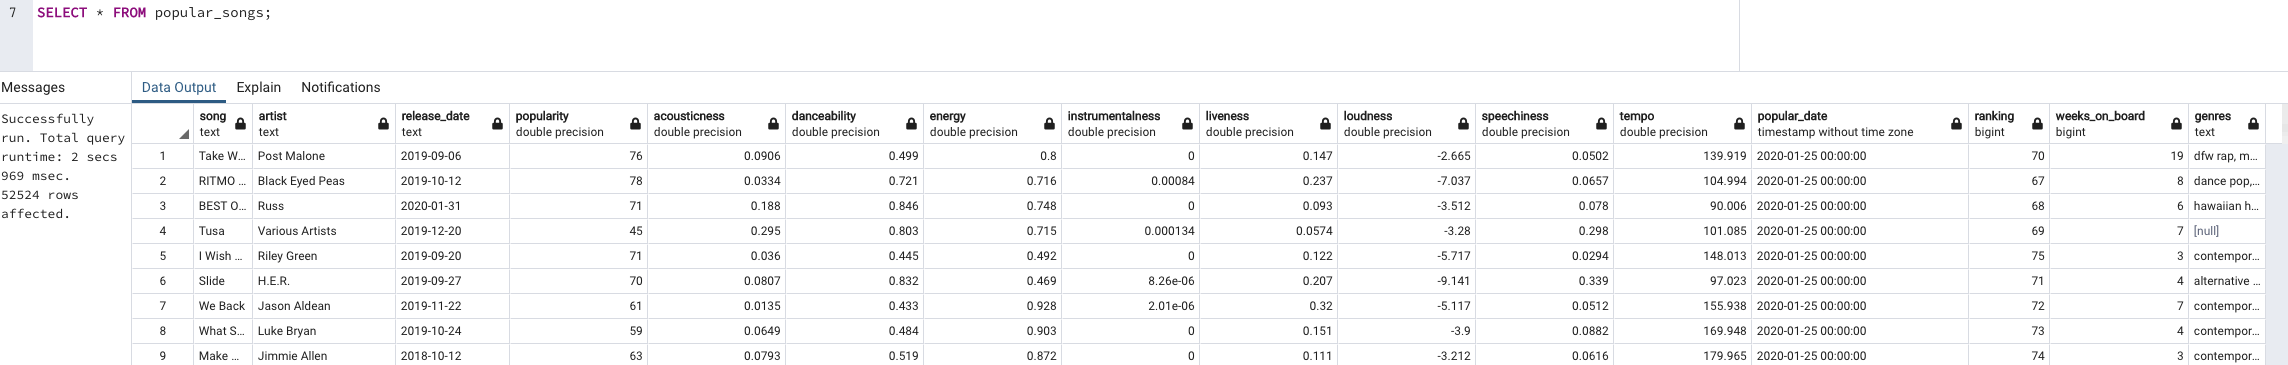 7 SELECT * FROM popular_songs;
Messages
Successfully
run. Total query
runtime: 2 secs
969 msec.
52524 rows
affected.
Data Output Explain Notifications
song artist release_date popularity acousticness danceability energy instrumentalness liveness loudness speechiness tempo popular_date ranking weeks_on_board genres
text text text double precision double precision double precision double precision double precision double precision double precision double precision double precision timestamp without time zone bigint bigint text
1 Take W... Post Malone 2019-09-06 76 0.0906 0.499 0.8 0 0.147 -2.665 0.0502 139.919 2020-01-25 00:00:00 70 19 dfw rap, m...
2 RITMO ... Black Eyed Peas 2019-10-12 78 0.0334 0.721 0.716 0.00084 0.237 -7.037 0.0657 104.994 2020-01-25 00:00:00 67 8 dance pop,...
3 BEST O... Russ 2020-01-31 71 0.188 0.846 0.748 0 0.093 -3.512 0.078 90.006 2020-01-25 00:00:00 68 6 hawaiian h...
4 Tusa Various Artists 2019-12-20 45 0.295 0.803 0.715 0.000134 0.0574 -3.28 0.298 101.085 2020-01-25 00:00:00 69 7 [null]
5 I Wish ... Riley Green 2019-09-20 71 0.036 0.445 0.492 0 0.122 -5.717 0.0294 148.013 2020-01-25 00:00:00 75 3 contempor...
6 Slide H.E.R. 2019-09-27 70 0.0807 0.832 0.469 8.26e-06 0.207 -9.141 0.339 97.023 2020-01-25 00:00:00 71 4 alternative ...
7 We Back Jason Aldean 2019-11-22 61 0.0135 0.433 0.928 2.01e-06 0.32 -5.117 0.0512 155.938 2020-01-25 00:00:00 72 7 contempor...
8 What S... Luke Bryan 2019-10-24 59 0.0649 0.484 0.903 0 0.151 -3.9 0.0882 169.948 2020-01-25 00:00:00 73 4 contempor...
9 Make ... Jimmie Allen 2018-10-12 63 0.0793 0.519 0.872 0 0.111 -3.212 0.0616 179.965 2020-01-25 00:00:00 74 3 contempor...